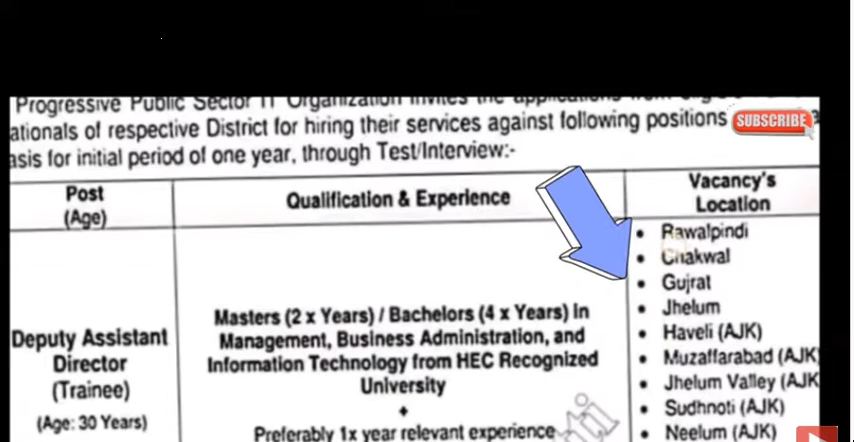 Progressive Public Sector IT Organization invites the
ationals of respective District for hiring their services against following positions
asis for initial period of one year, through Test/Interview:-
SUBSCRIBE
Post
(Age)
Qualification & Experience
Vacancy's
Location
Deputy Assistant
Director
(Trainee)
(Age: 30 Years)
Masters (2 x Years) / Bachelors (4 x Years) In
Management, Business Administration, and
Information Technology from HEC Recognized
University
+
Preferably 1x year relevant experience
• Rawalpindi
• Chakwal
• Gujrat
• Jhelum
• Haveli (AJK)
• Muzaffarabad (AJK)
• Jhelum Valley (AJK
• Sudhnoti (AJK)
• Neelum (AJK)